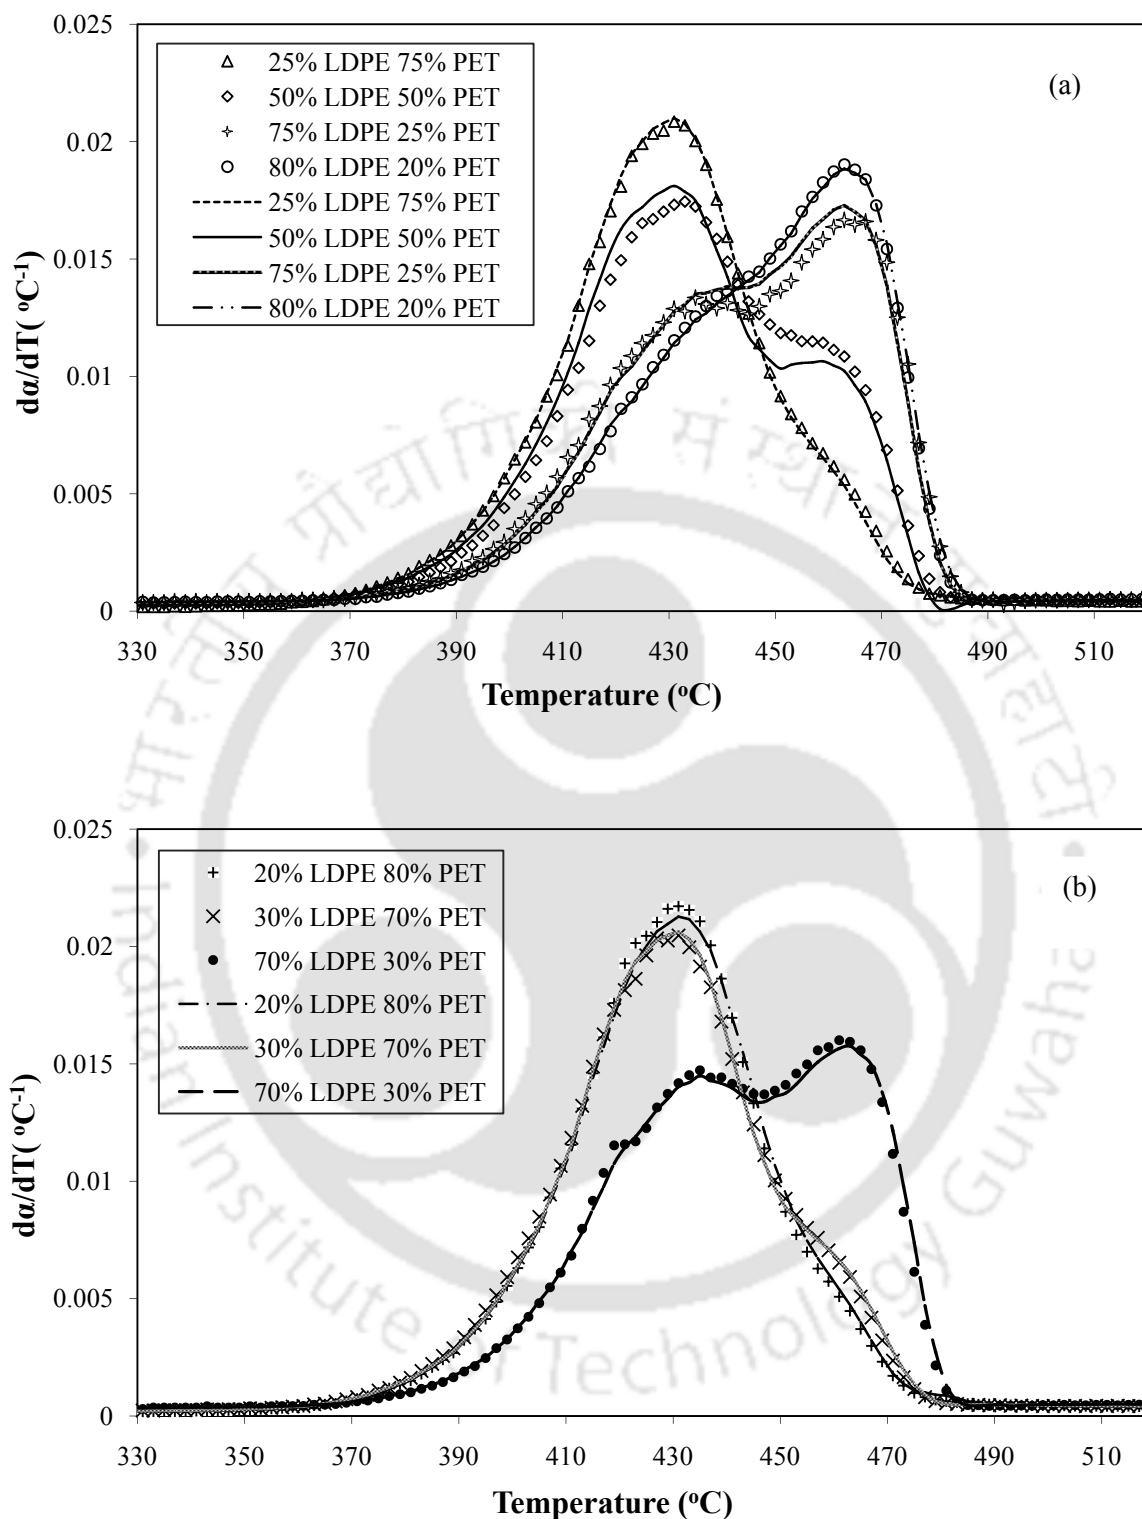 0.025
0.02
0.015
0.01
0.005
0
dα/dT( ᵒC⁻¹)
25% LDPE 75% PET
50% LDPE 50% PET
75% LDPE 25% PET
80% LDPE 20% PET
25% LDPE 75% PET
50% LDPE 50% PET
75% LDPE 25% PET
80% LDPE 20% PET
(a)
330 350 370 390 410 430 450 470 490 510
Temperature (ᵒC)
0.025
0.02
0.015
0.01
0.005
0
dα/dT( ᵒC⁻¹)
20% LDPE 80% PET
30% LDPE 70% PET
70% LDPE 30% PET
20% LDPE 80% PET
30% LDPE 70% PET
70% LDPE 30% PET
(b)
330 350 370 390 410 430 450 470 490 510
Temperature (ᵒC)
Indian Institute of Technology